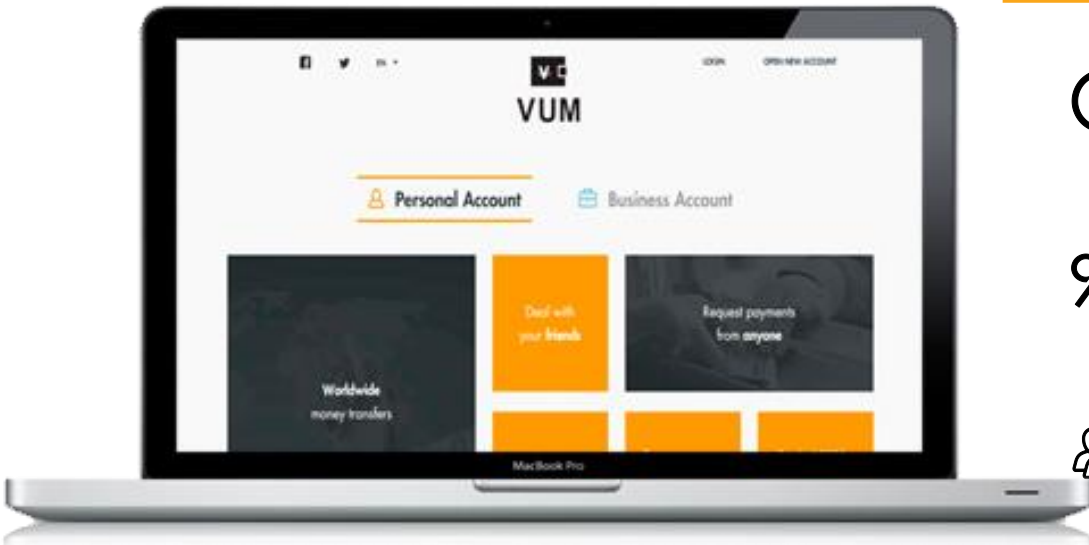 EN
LOGIN
OPEN NEW ACCOUNT
VUM
Personal Account
Business Account
Deal with
your friends
Request payments
from anyone
Worldwide
money transfers
MacBook Pro
%